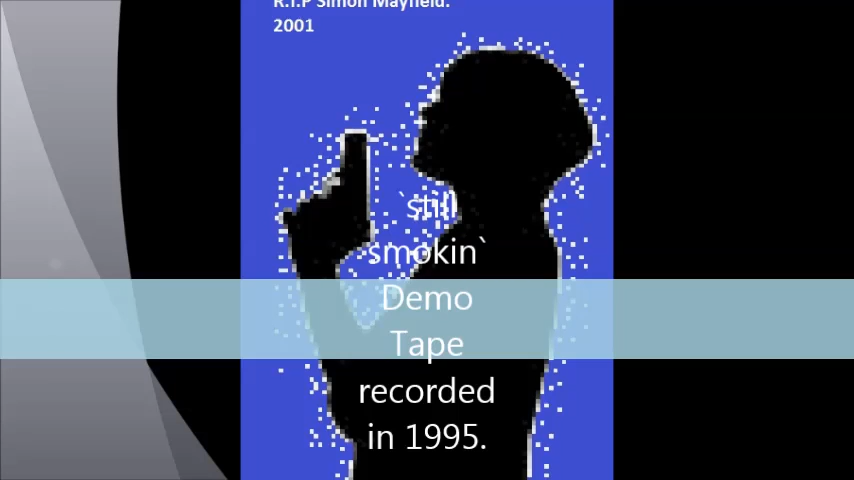 R.I.P Simon Mayfield.
2001
`still
smokin`
Demo
Tape
recorded
in 1995.